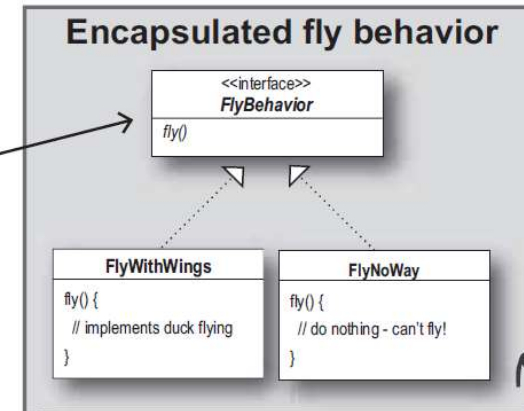 Encapsulated fly behavior
<<interface>>
FlyBehavior
fly()
FlyWithWings
fly() {
// implements duck flying
}
FlyNoWay
fly() {
// do nothing - can't fly!
}